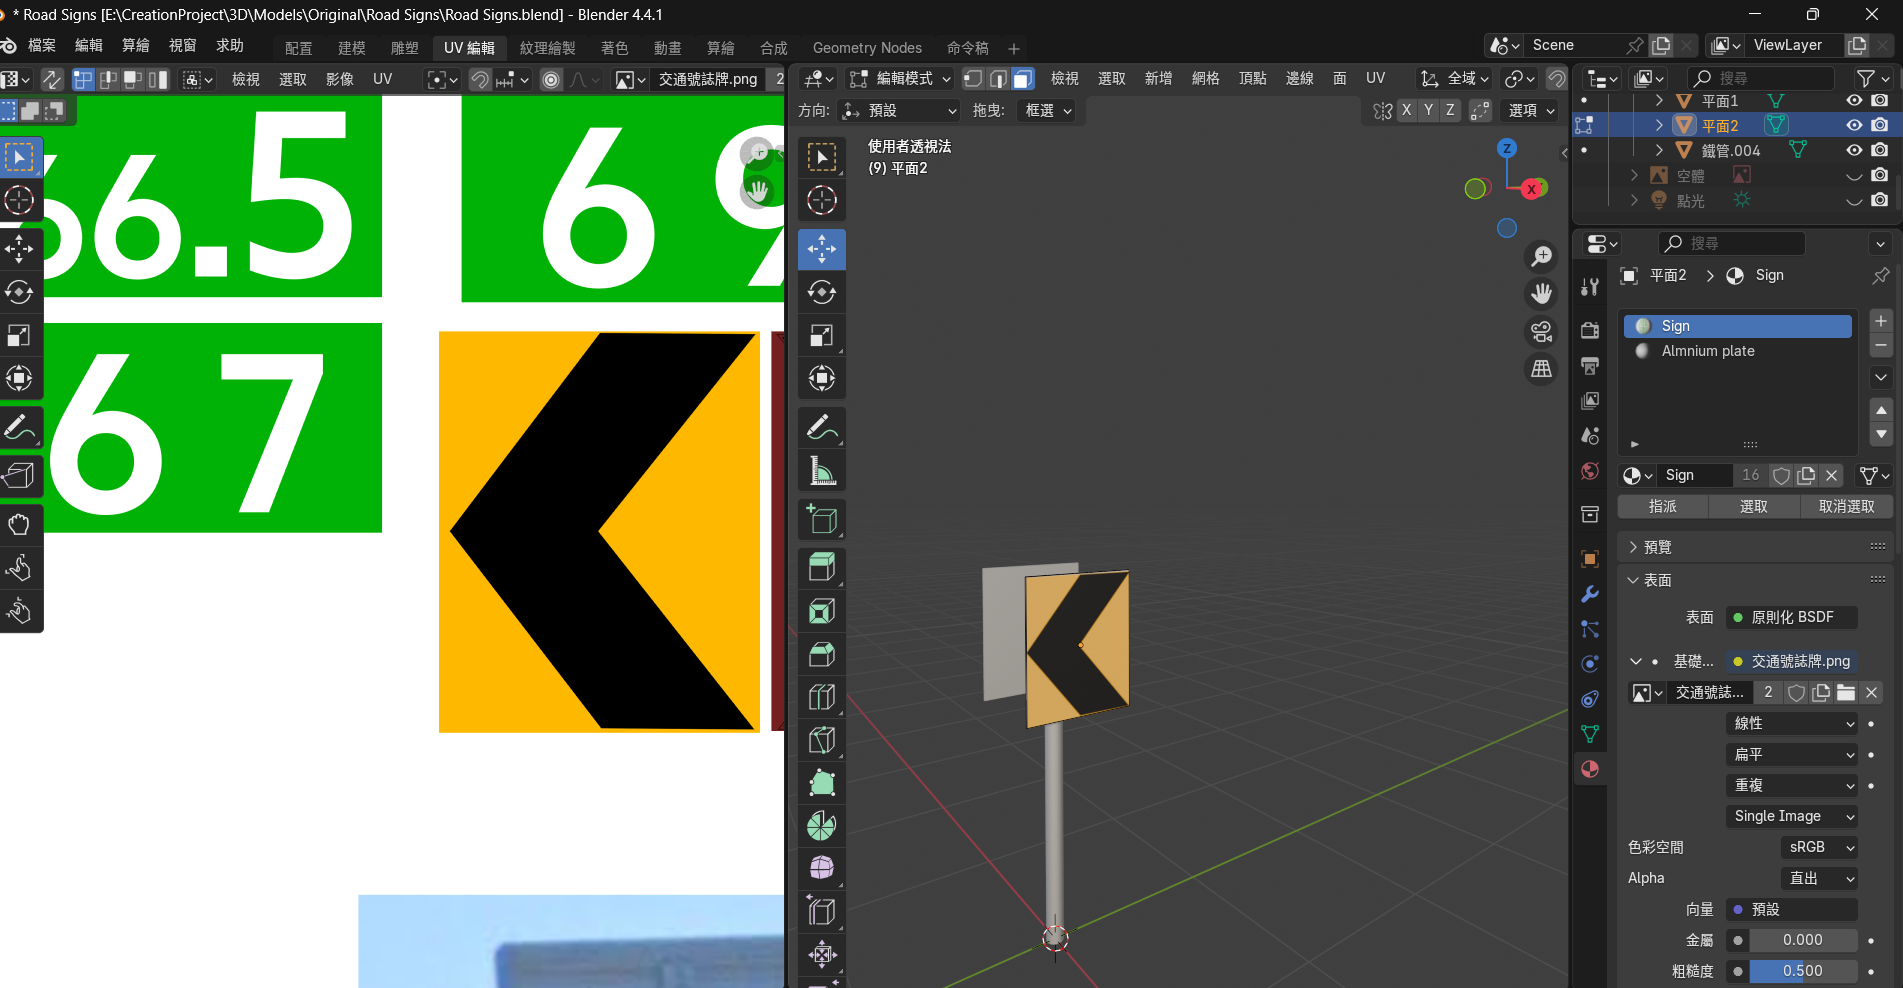 * Road Signs [E:\CreationProject\3D\Models\Original\Road Signs\Road Signs.blend] - Blender 4.4.1
檔案 編輯 算繪 視窗 求助
配置 建模 雕塑 UV 編輯 紋理繪製 著色 動畫 算繪 合成 Geometry Nodes 命令稿 +
Scene ViewLayer
檢視 選取 影像 UV 交通號誌牌.png 2
編輯模式 檢視 選取 新增 網格 頂點 邊線 面 UV 全域
搜尋
方向: 預設 拖曳: 框選 X Y Z 選項
使用者透視法
(9) 平面2
Z
X
66.5
6 9
6 7
平面1
平面2
鐵管.004
空體
點光
搜尋
平面2 > Sign
Sign
Almnium plate
Sign 16
指派 選取 取消選取
預覽
表面
表面 原則化 BSDF
基礎... 交通號誌牌.png
交通號誌... 2
線性
扁平
重複
Single Image
色彩空間 sRGB
Alpha 直出
向量 預設
金屬 0.000
粗糙度 0.500